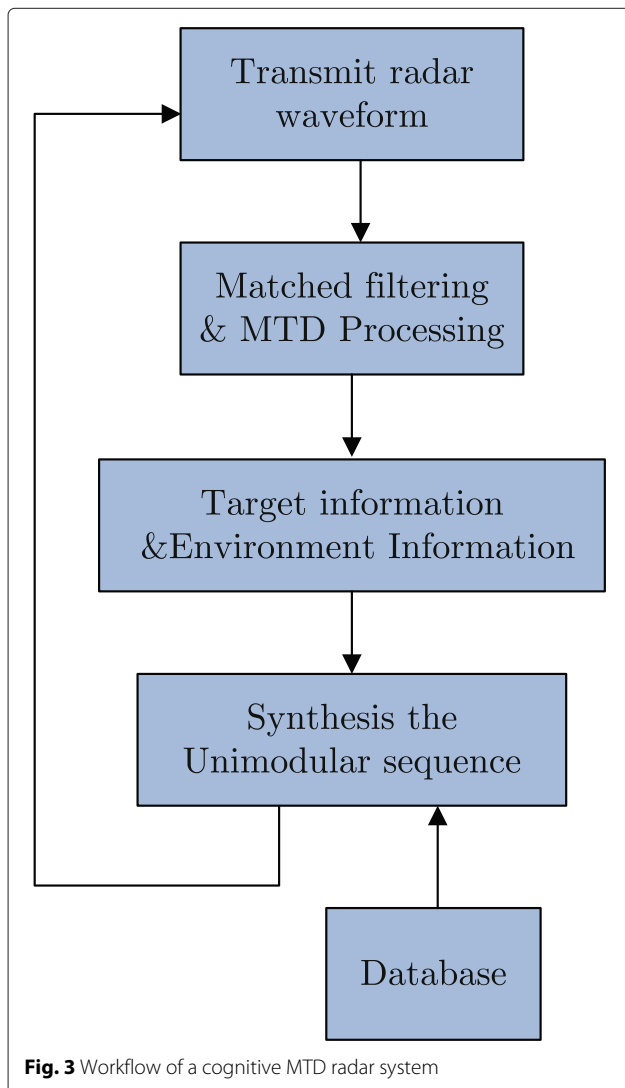 Transmit radar
waveform
Matched filtering
& MTD Processing
Target information
&Environment Information
Synthesis the
Unimodular sequence
Database
Fig. 3 Workflow of a cognitive MTD radar system